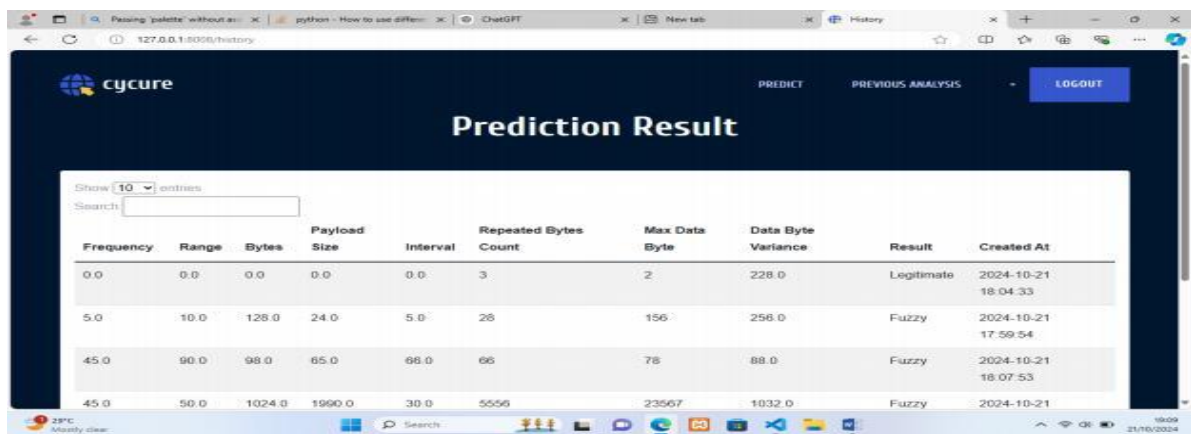 Passing 'palette' without as
python - How to use differen
ChatGPT
New tab
History
127.0.0.1:5000/history
cycure
PREDICT
PREVIOUS ANALYSIS
LOGOUT
Prediction Result
Show 10 entries
Search:
Frequency Range Bytes Payload Size Interval Repeated Bytes Count Max Data Byte Data Byte Variance Result Created At
0.0 0.0 0.0 0.0 0.0 3 2 228.0 Legitimate 2024-10-21 18:04:33
5.0 10.0 128.0 24.0 5.0 28 156 256.0 Fuzzy 2024-10-21 17:59:54
45.0 90.0 98.0 65.0 66.0 66 78 88.0 Fuzzy 2024-10-21 18:07:53
45.0 50.0 1024.0 1990.0 30.0 5556 23567 1032.0 Fuzzy 2024-10-21
29°C
Mostly clear
Search
19:09
21/10/2024